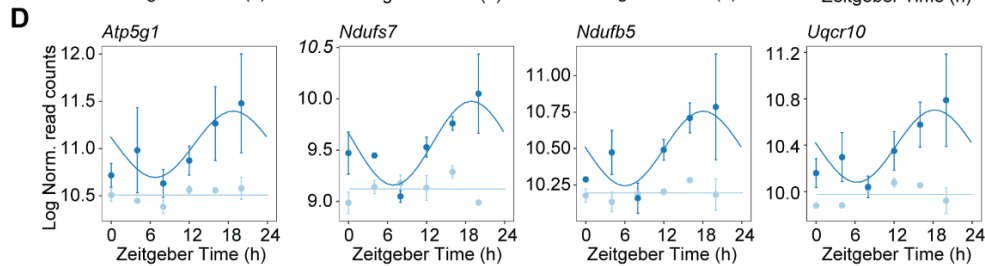 D
Atp5g1
Ndufs7
Ndufb5
Uqcr10
Log Norm. read counts
12.0
11.5
11.0
10.5
10.5
10.0
9.5
9.0
11.00
10.75
10.50
10.25
11.2
10.8
10.4
10.0
0 6 12 18 24
0 6 12 18 24
0 6 12 18 24
0 6 12 18 24
Zeitgeber Time (h)
Zeitgeber Time (h)
Zeitgeber Time (h)
Zeitgeber Time (h)